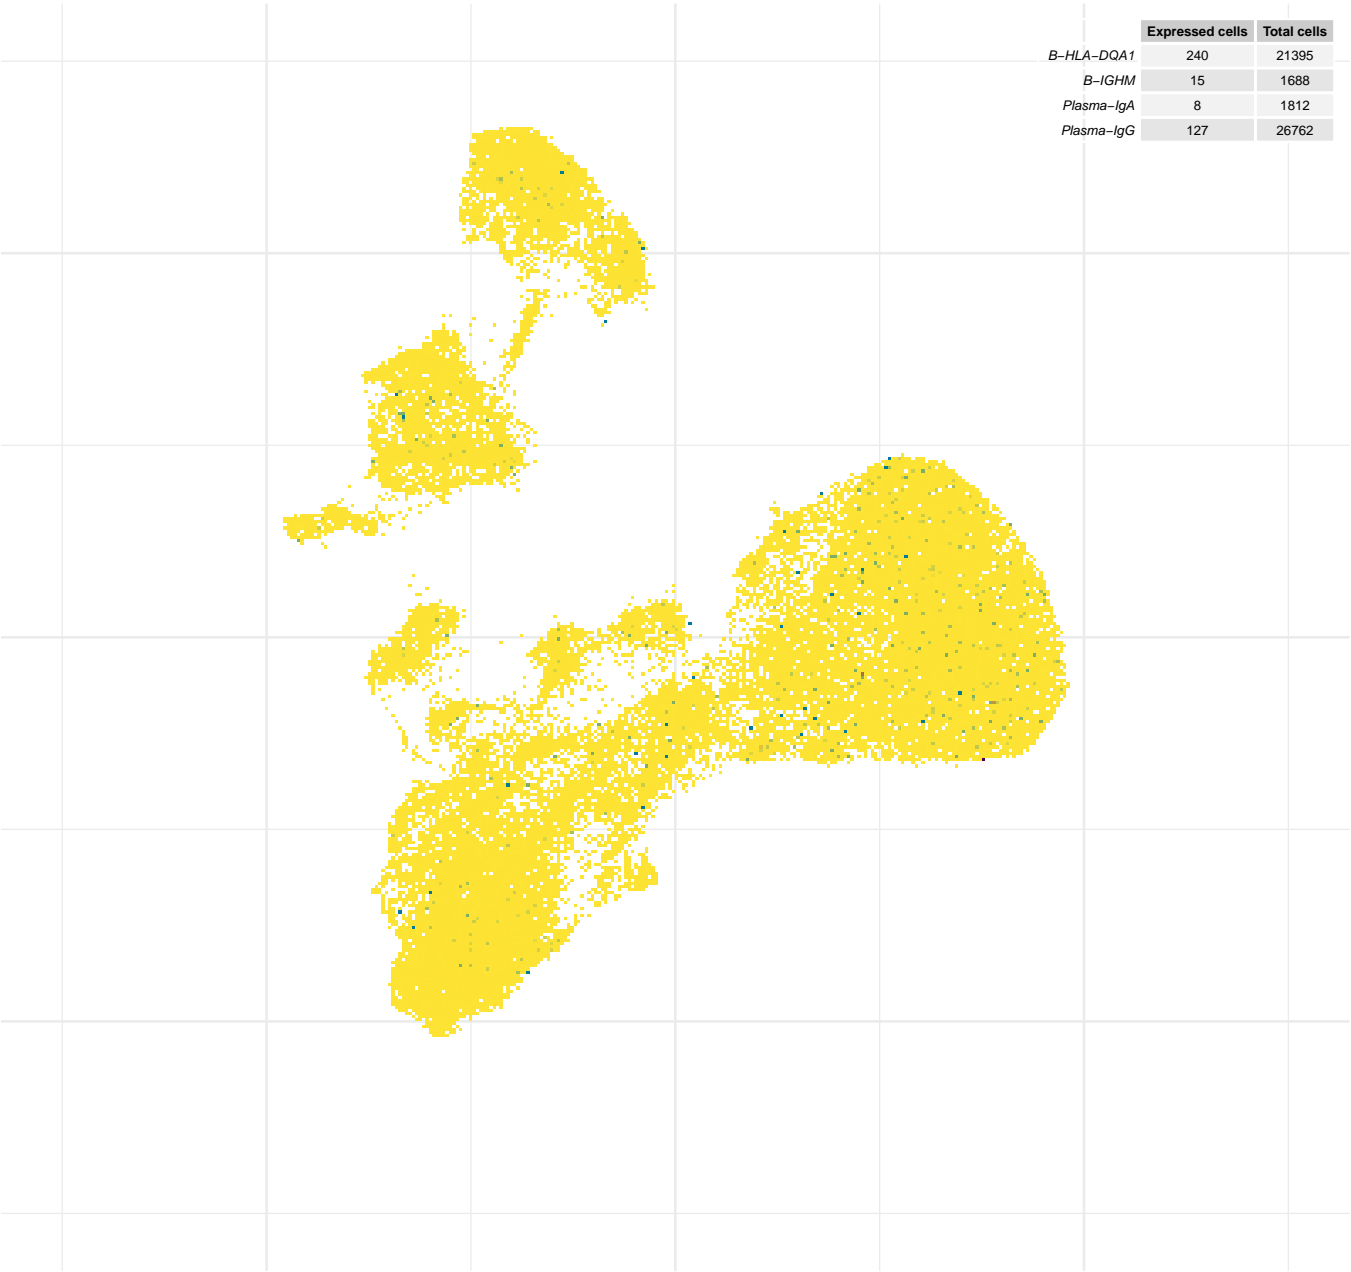 Expressed cells Total cells
B−HLA−DQA1 240 21395
B−IGHM 15 1688
Plasma−IgA 8 1812
Plasma−IgG 127 26762